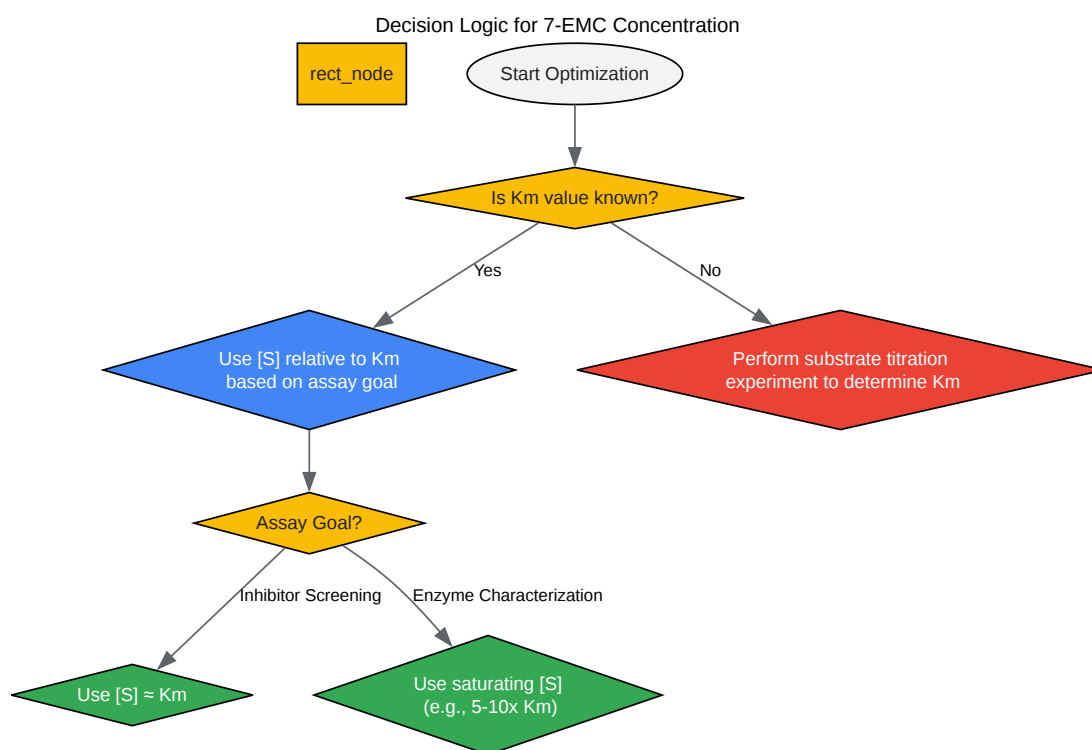 Decision Logic for 7-EMC Concentration
rect_node
Start Optimization
Is Km value known?
Yes
No
Use [S] relative to Km
based on assay goal
Perform substrate titration
experiment to determine Km
Assay Goal?
Inhibitor Screening
Enzyme Characterization
Use [S] ≈ Km
Use saturating [S]
(e.g., 5-10x Km)